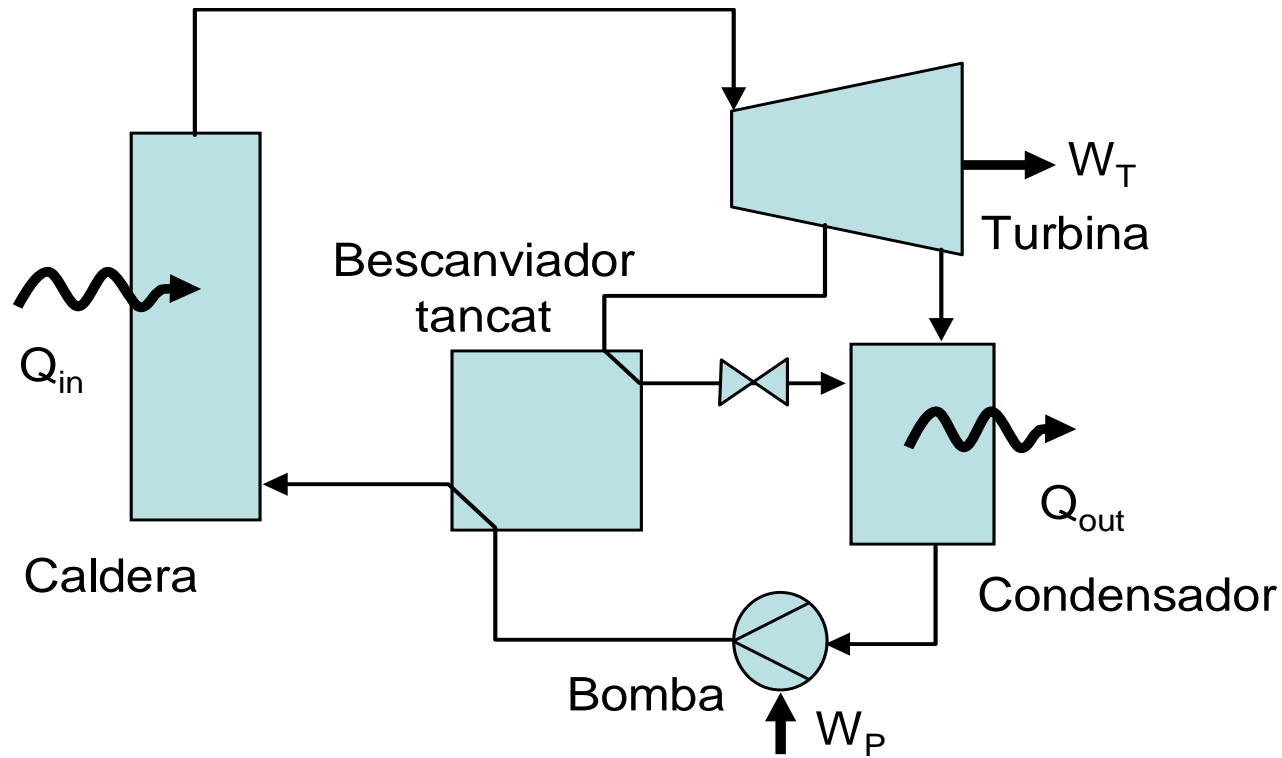 W_T
Turbina
Bescanviador
tancat
Q_in
Q_out
Caldera
Condensador
Bomba
W_P